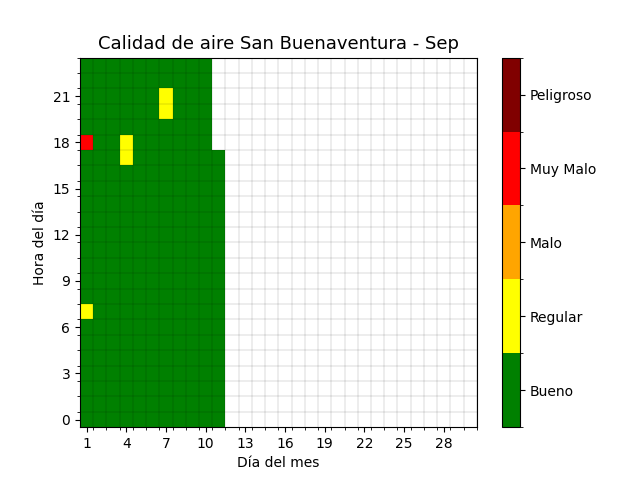 Calidad de aire San Buenaventura - Sep
Hora del día
21
18
15
12
9
6
3
0
1 4 7 10 13 16 19 22 25 28
Día del mes
Peligroso
Muy Malo
Malo
Regular
Bueno